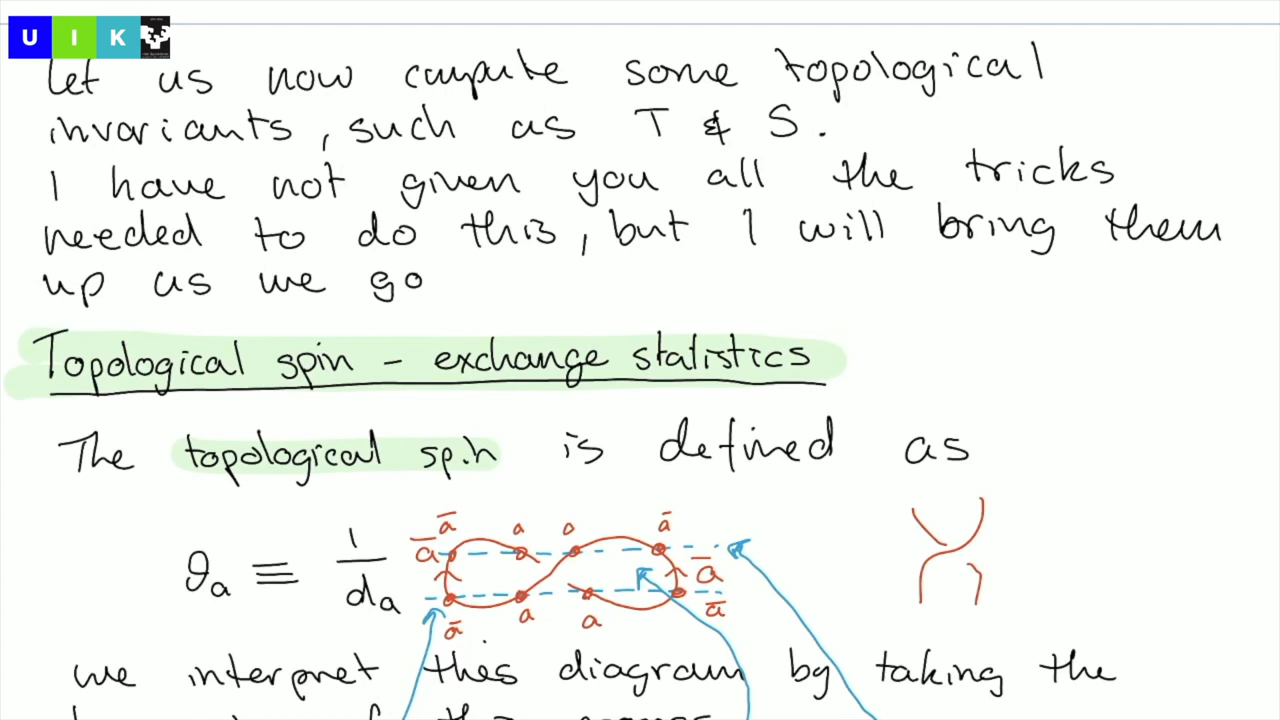 U I K
Let us now compute some topological
invariants, such as T & S.
I have not given you all the tricks
needed to do this, but I will bring them
up as we go
Topological spin - exchange statistics
The topological spin is defined as
ϑₐ ≡ 1/dₐ
ā a a ā
ā ā
ā a a ā
we interpret this diagram by taking the